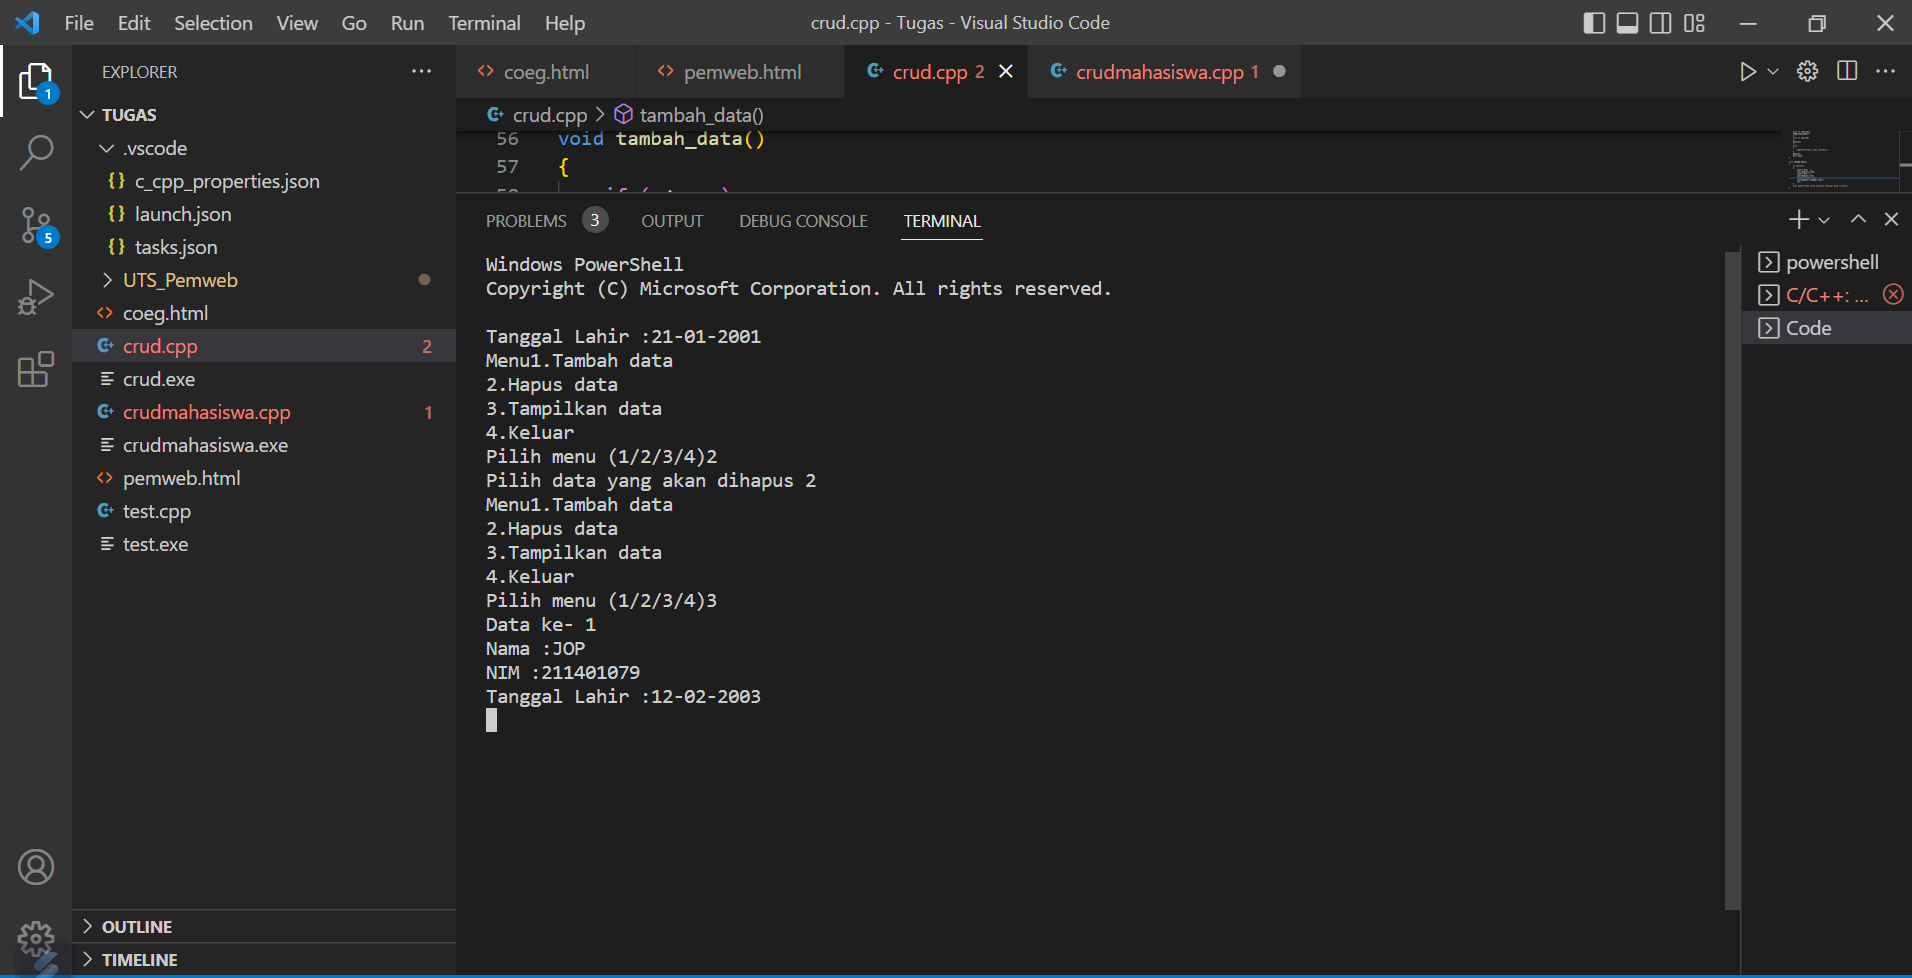 File Edit Selection View Go Run Terminal Help
crud.cpp - Tugas - Visual Studio Code
EXPLORER
coeg.html
pemweb.html
crud.cpp 2
crudmahasiswa.cpp 1
1
5
TUGAS
.vscode
{} c_cpp_properties.json
{} launch.json
{} tasks.json
UTS_Pemweb
coeg.html
crud.cpp 2
crud.exe
crudmahasiswa.cpp 1
crudmahasiswa.exe
pemweb.html
test.cpp
test.exe
OUTLINE
TIMELINE
crud.cpp > tambah_data()
56 void tambah_data()
57 {
PROBLEMS 3 OUTPUT DEBUG CONSOLE TERMINAL
Windows PowerShell
Copyright (C) Microsoft Corporation. All rights reserved.
Tanggal Lahir :21-01-2001
Menu1.Tambah data
2.Hapus data
3.Tampilkan data
4.Keluar
Pilih menu (1/2/3/4)2
Pilih data yang akan dihapus 2
Menu1.Tambah data
2.Hapus data
3.Tampilkan data
4.Keluar
Pilih menu (1/2/3/4)3
Data ke- 1
Nama :JOP
NIM :211401079
Tanggal Lahir :12-02-2003
powershell
C/C++: ...
Code